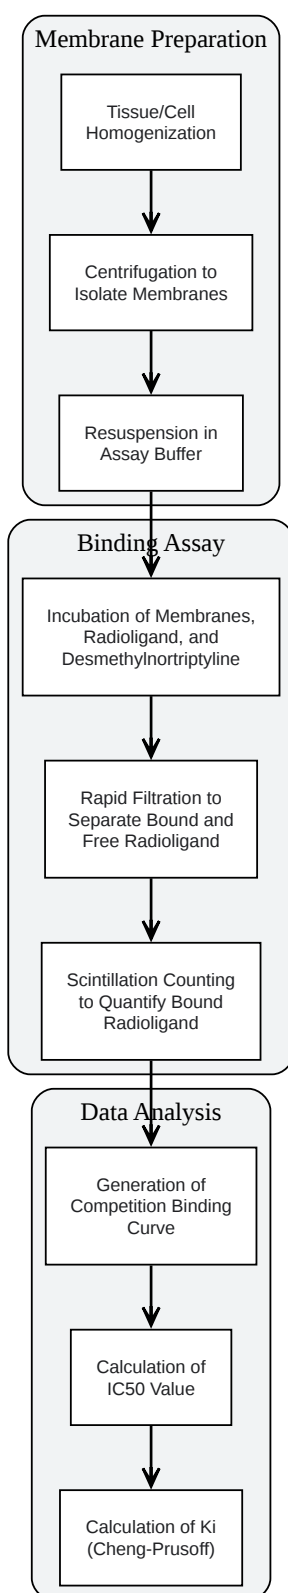 Membrane Preparation
Tissue/Cell
Homogenization
Centrifugation to
Isolate Membranes
Resuspension in
Assay Buffer
Binding Assay
Incubation of Membranes,
Radioligand, and
Desmethylnortriptyline
Rapid Filtration to
Separate Bound and
Free Radioligand
Scintillation Counting
to Quantify Bound
Radioligand
Data Analysis
Generation of
Competition Binding
Curve
Calculation of
IC50 Value
Calculation of Ki
(Cheng-Prusoff)